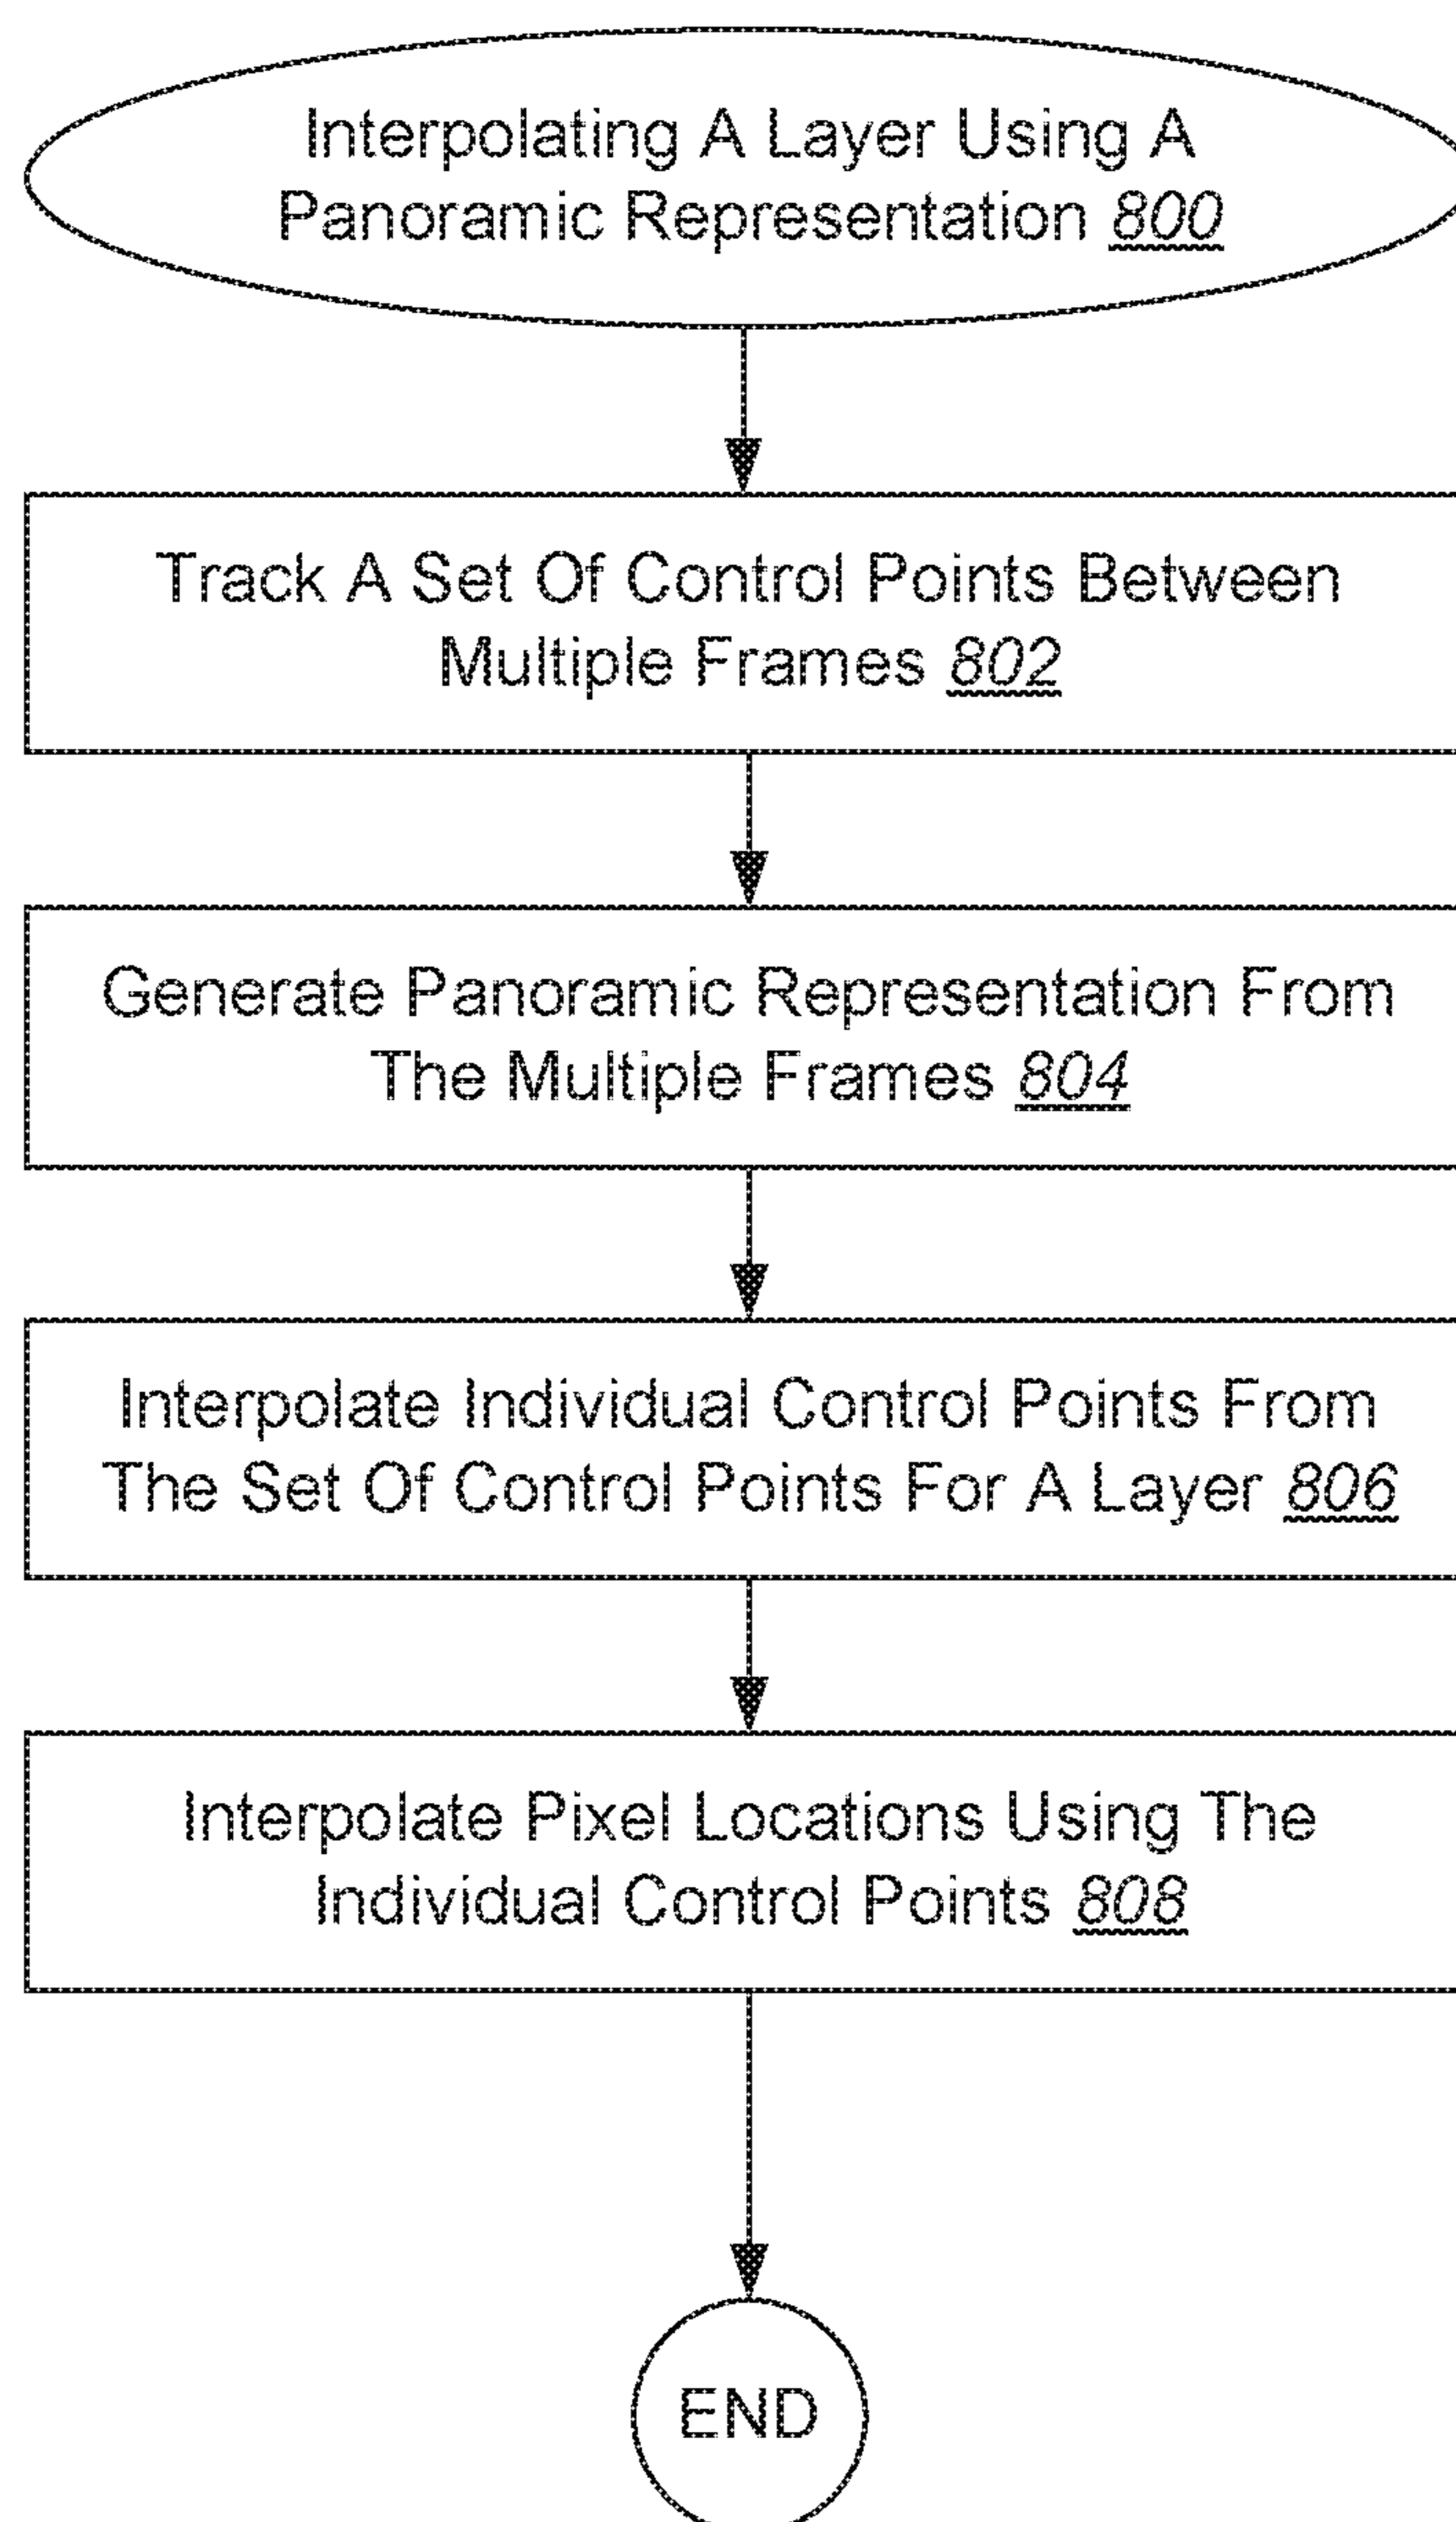 Interpolating A Layer Using A
Panoramic Representation 800
Track A Set Of Control Points Between
Multiple Frames 802
Generate Panoramic Representation From
The Multiple Frames 804
Interpolate Individual Control Points From
The Set Of Control Points For A Layer 806
Interpolate Pixel Locations Using The
Individual Control Points 808
END